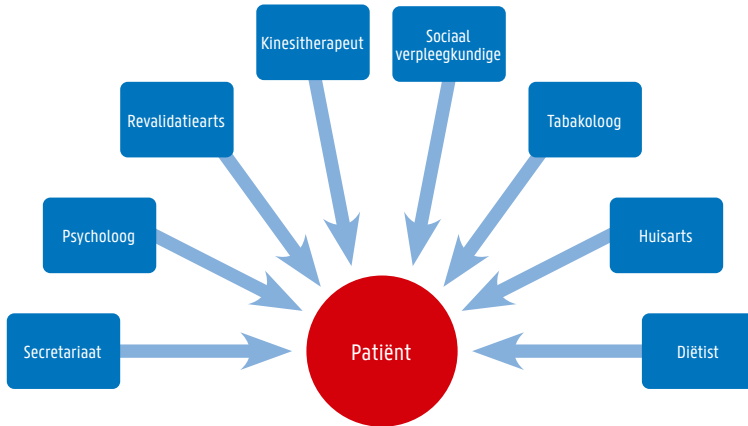 Kinesitherapeut
Sociaal
verpleegkundige
Revalidatiearts
Tabakoloog
Psycholoog
Huisarts
Secretariaat
Patiënt
Diëtist